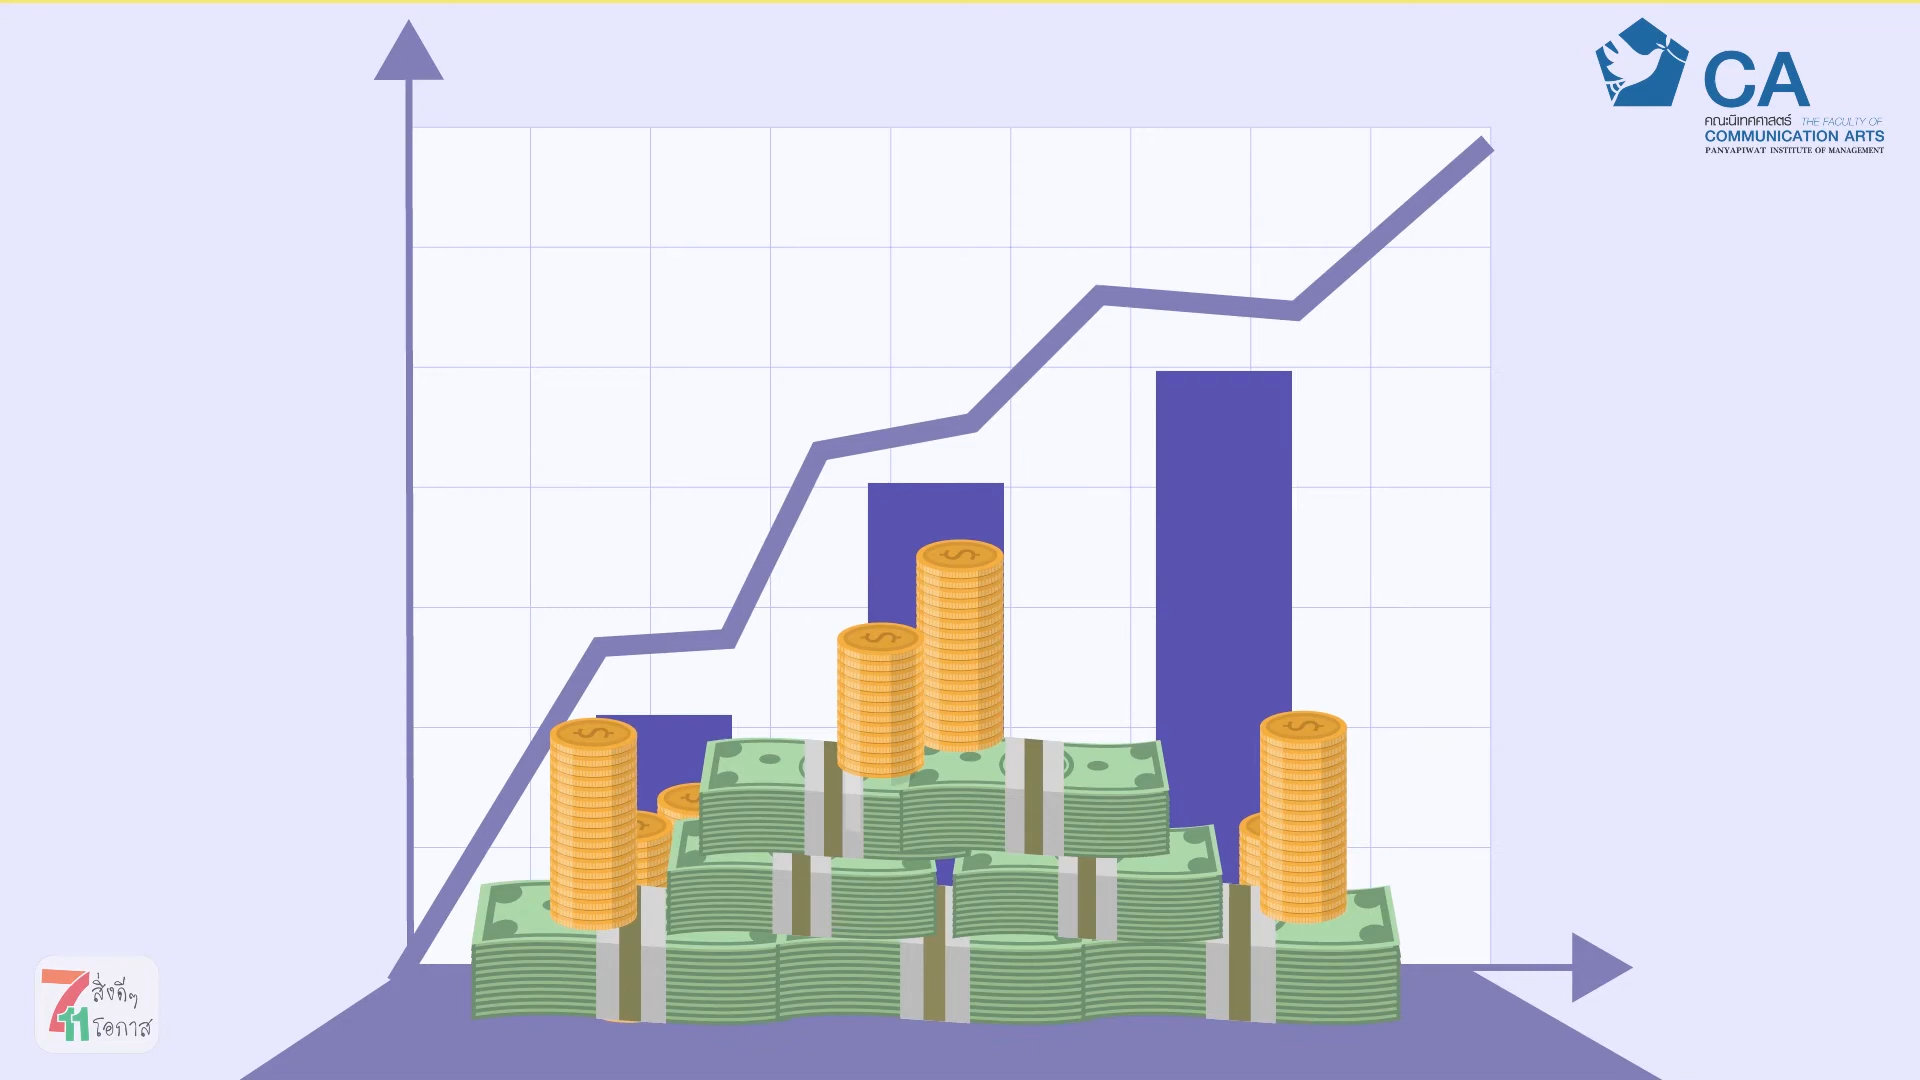 CA
คณะนิเทศศาสตร์ THE FACULTY OF
COMMUNICATION ARTS
PANYAPIWAT INSTITUTE OF MANAGEMENT
7 สิ่งดีๆ
11 โอกาส